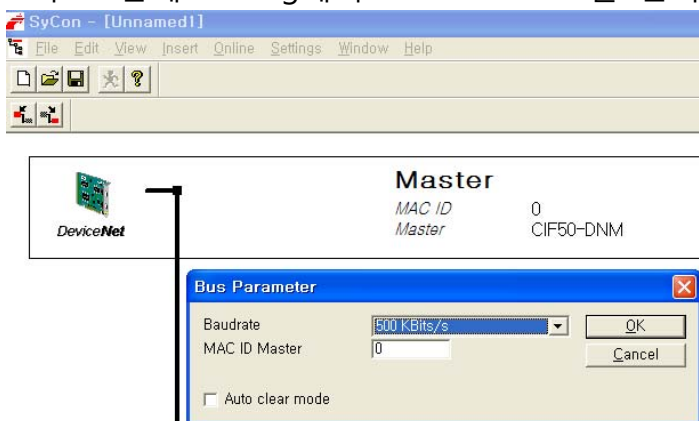 SyCon - [Unnamed1]
File Edit View Insert Online Settings Window Help
Master
MAC ID 0
DeviceNet Master CIF50-DNM
Bus Parameter
Baudrate 500 KBits/s OK
MAC ID Master 0 Cancel
Auto clear mode